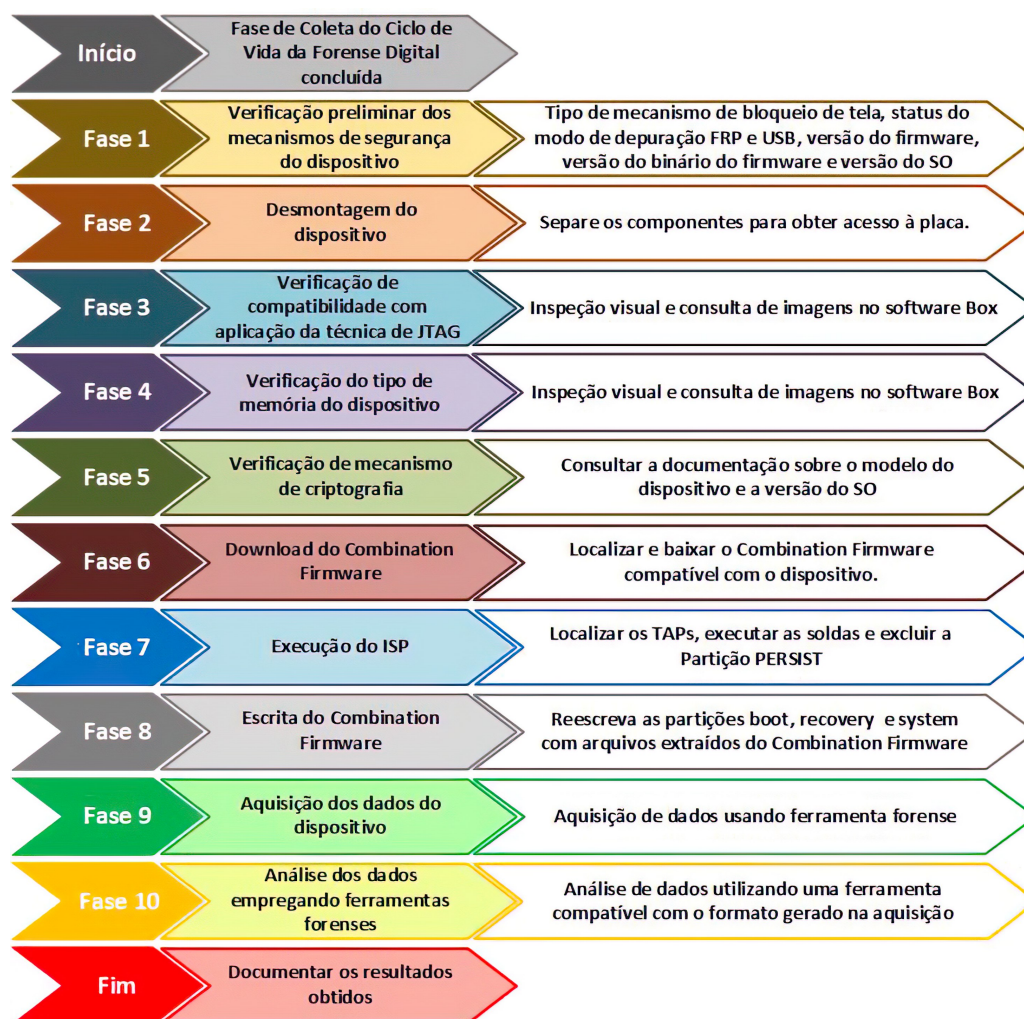 Início
Fase de Coleta do Ciclo de
Vida da Forense Digital
concluída
Fase 1
Verificação preliminar dos
mecanismos de segurança
do dispositivo
Tipo de mecanismo de bloqueio de tela, status do
modo de depuração FRP e USB, versão do firmware,
versão do binário do firmware e versão do SO
Fase 2
Desmontagem do
dispositivo
Separe os componentes para obter acesso à placa.
Fase 3
Verificação de
compatibilidade com
aplicação da técnica de JTAG
Inspeção visual e consulta de imagens no software Box
Fase 4
Verificação do tipo de
memória do dispositivo
Inspeção visual e consulta de imagens no software Box
Fase 5
Verificação de mecanismo
de criptografia
Consultar a documentação sobre o modelo do
dispositivo e a versão do SO
Fase 6
Download do Combination
Firmware
Localizar e baixar o Combination Firmware
compatível com o dispositivo.
Fase 7
Execução do ISP
Localizar os TAPs, executar as soldas e excluir a
Partição PERSIST
Fase 8
Escrita do Combination
Firmware
Reescreva as partições boot, recovery e system
com arquivos extraídos do Combination Firmware
Fase 9
Aquisição dos dados do
dispositivo
Aquisição de dados usando ferramenta forense
Fase 10
Análise dos dados
empregando ferramentas
forenses
Análise de dados utilizando uma ferramenta
compatível com o formato gerado na aquisição
Fim
Documentar os resultados
obtidos